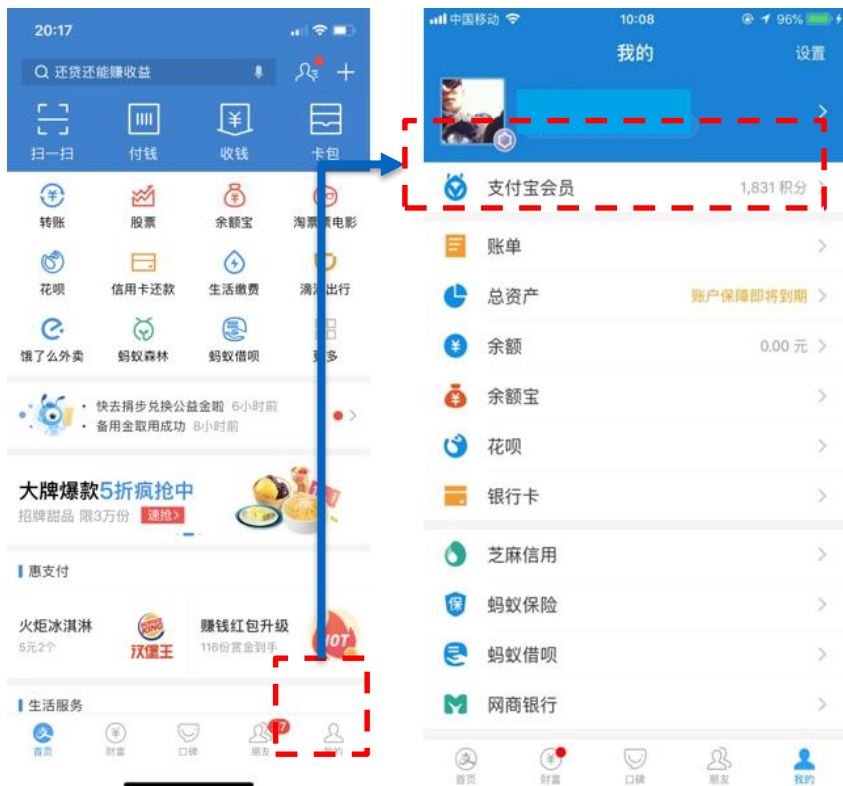 20:17
还贷还能赚收益
扫一扫 付钱 收钱 卡包
转账 股票 余额宝 淘票票电影
花呗 信用卡还款 生活缴费 滴滴出行
饿了么外卖 蚂蚁森林 蚂蚁借呗 更多
快去捐步兑换公益金啦 6小时前
备用金取用成功 8小时前
大牌爆款5折疯抢中
招牌甜品 限3万份 速抢>
惠支付
火炬冰淇淋
5元2个
BURGER KING
汉堡王
赚钱红包升级
116份赏金到手
HOT
生活服务
首页 财富 口碑 朋友 我的
中国移动 10:08 96%
我的 设置
支付宝会员 1,831 积分
账单
总资产 账户保障即将到期
余额 0.00 元
余额宝
花呗
银行卡
芝麻信用
保 蚂蚁保险
蚂蚁借呗
网商银行
首页 财富 口碑 朋友 我的